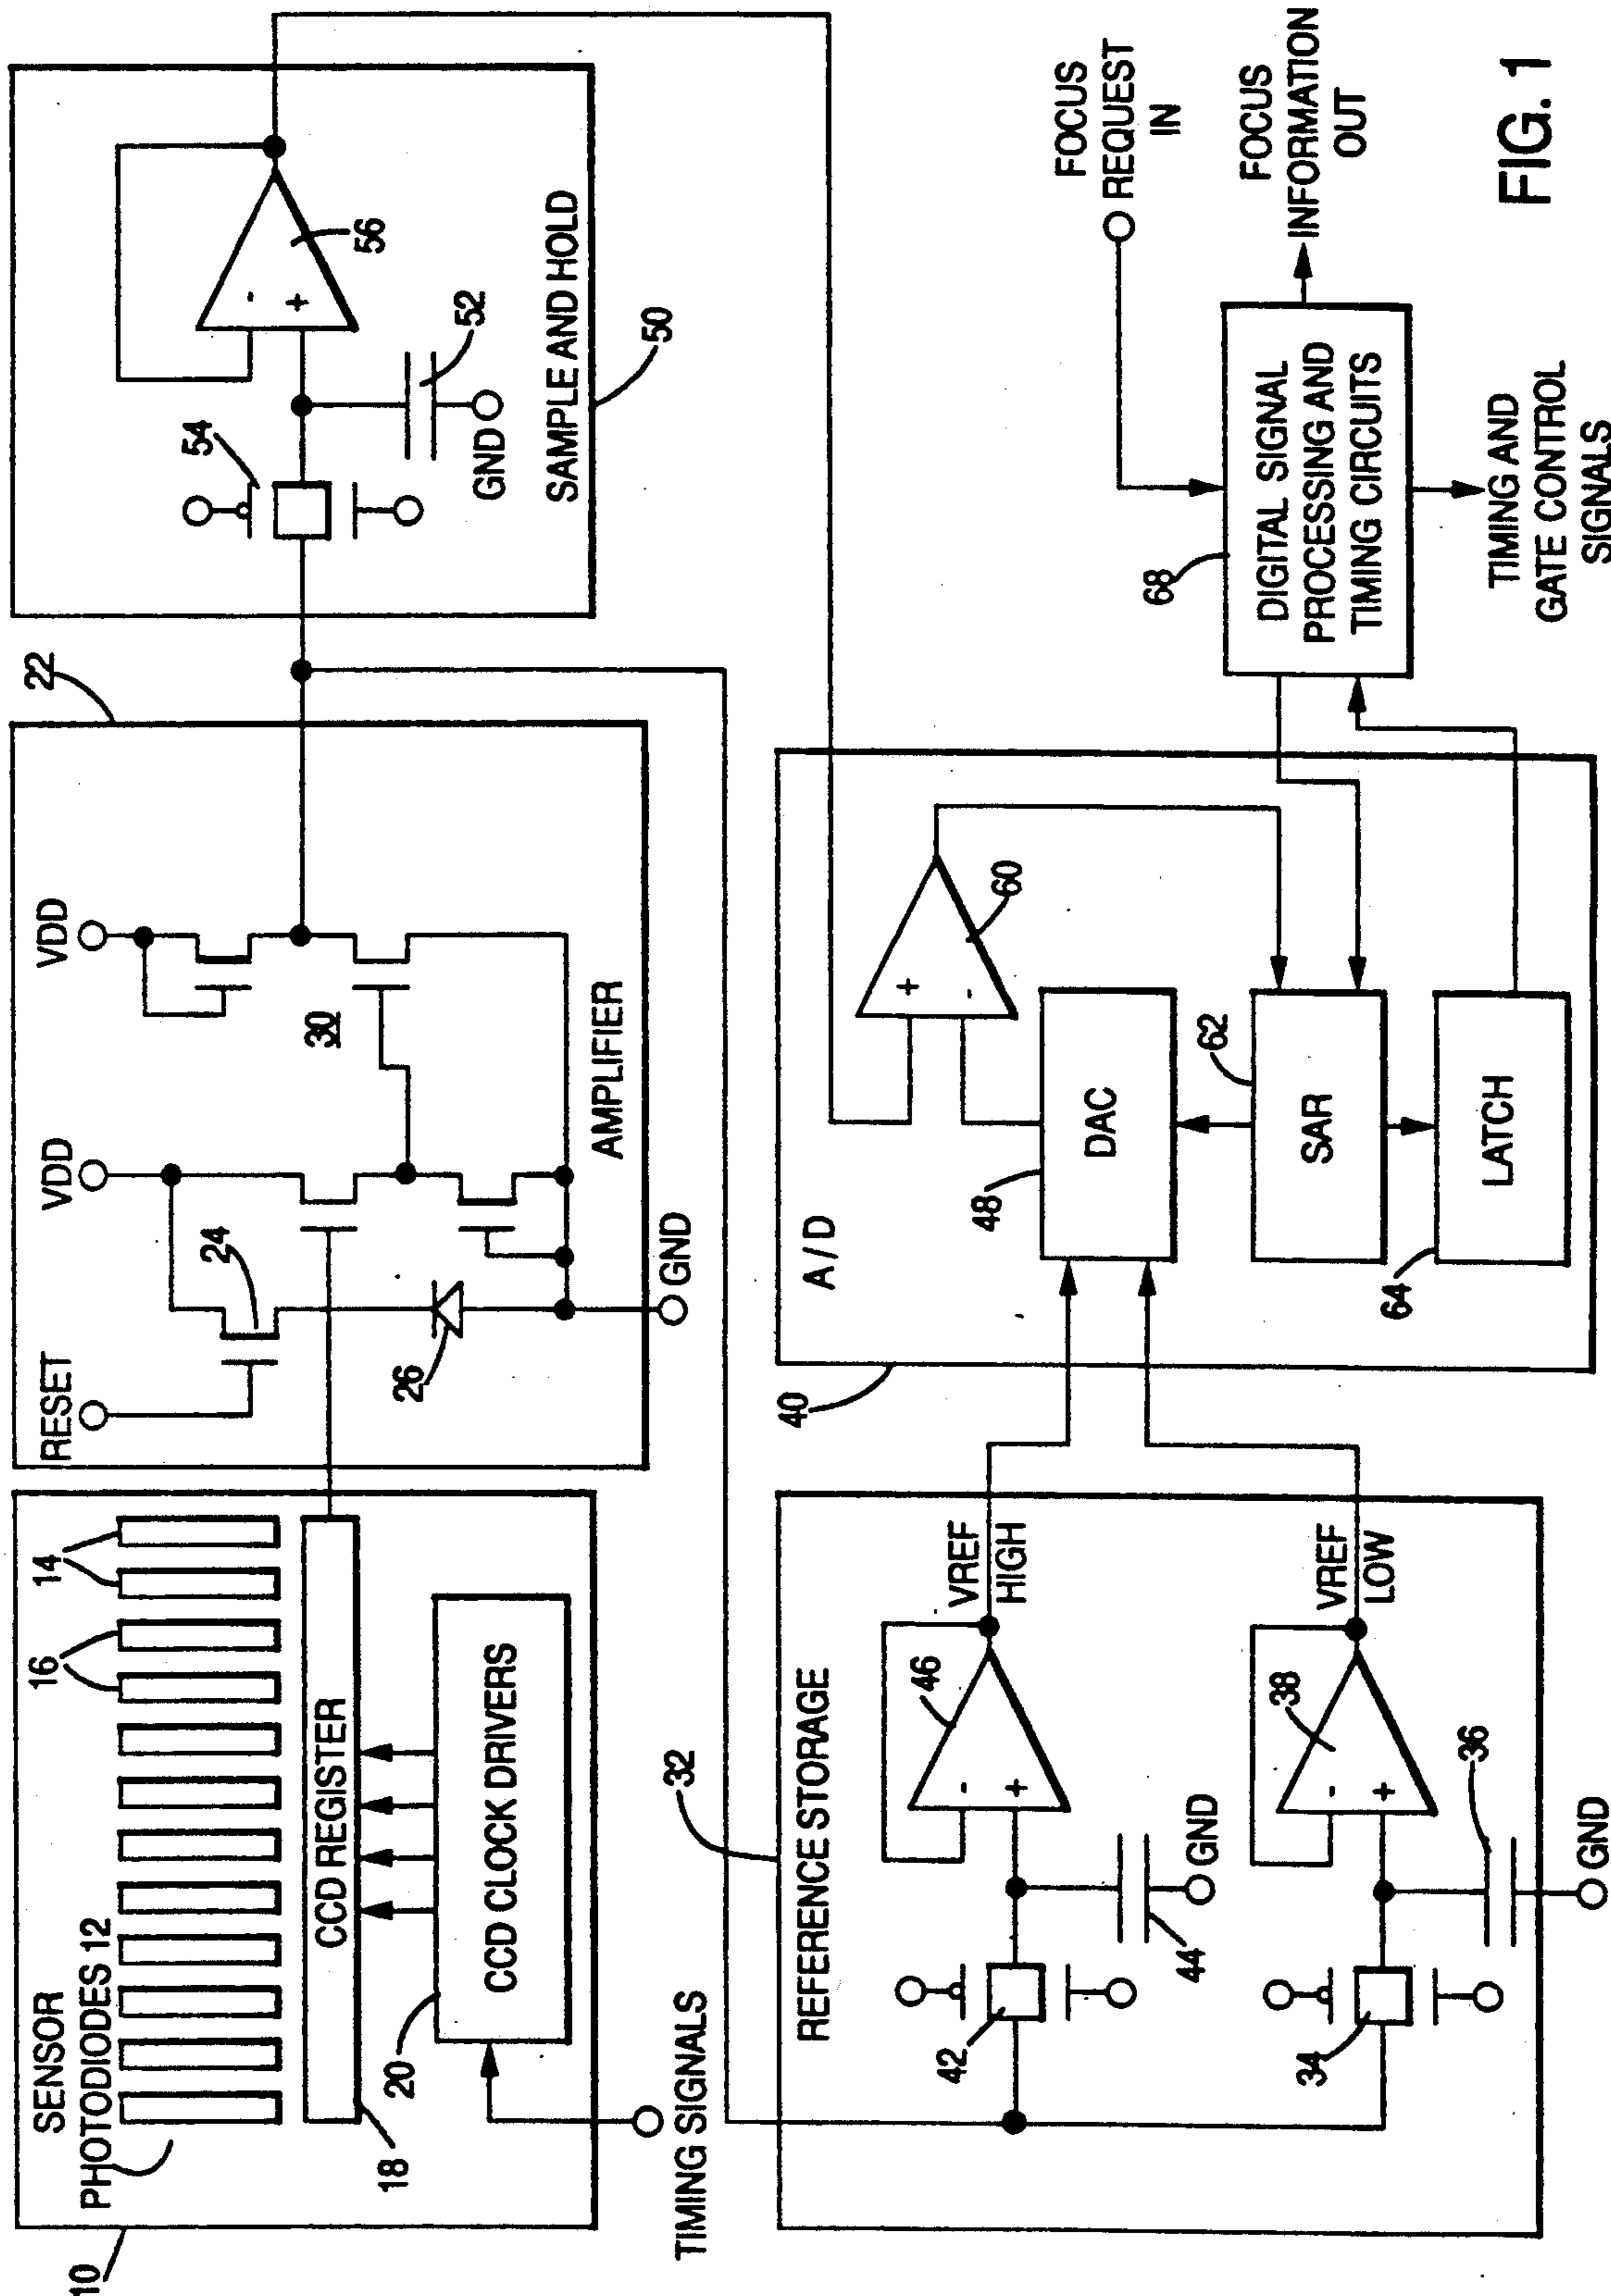 10
SENSOR
PHOTODIODES 12
14
16
CCD REGISTER
18
CCD CLOCK DRIVERS
20
TIMING SIGNALS
22
RESET
VDD
VDD
24
26
30
GND
AMPLIFIER
54
56
-
+
52
GND
SAMPLE AND HOLD
50
32
REFERENCE STORAGE
42
44
GND
46
-
+
VREF
HIGH
34
36
GND
38
-
+
VREF
LOW
40
A/D
48
DAC
60
+
-
62
SAR
64
LATCH
68
DIGITAL SIGNAL
PROCESSING AND
TIMING CIRCUITS
FOCUS
REQUEST
IN
FOCUS
INFORMATION
OUT
TIMING AND
GATE CONTROL
SIGNALS
FIG. 1